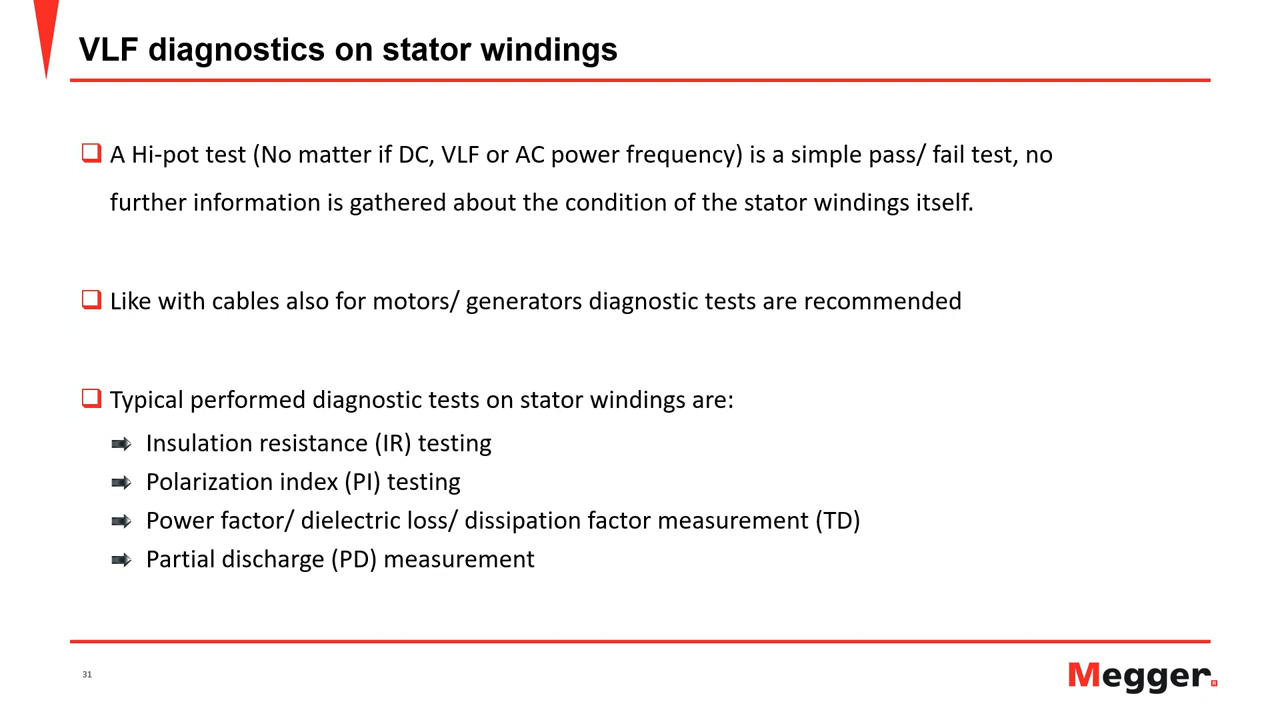 VLF diagnostics on stator windings
A Hi-pot test (No matter if DC, VLF or AC power frequency) is a simple pass/ fail test, no
further information is gathered about the condition of the stator windings itself.
Like with cables also for motors/ generators diagnostic tests are recommended
Typical performed diagnostic tests on stator windings are:
Insulation resistance (IR) testing
Polarization index (PI) testing
Power factor/ dielectric loss/ dissipation factor measurement (TD)
Partial discharge (PD) measurement
31
Megger.